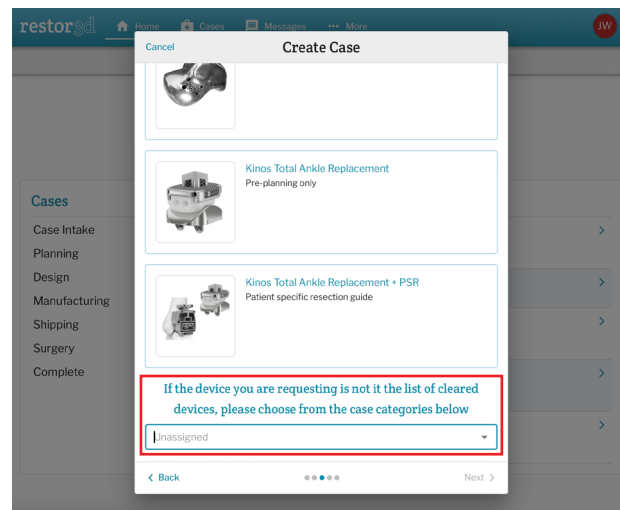 restor3d Home Cases Messages ••• More JW
Cancel Create Case
Kinos Total Ankle Replacement
Pre-planning only
Kinos Total Ankle Replacement + PSR
Patient specific resection guide
Cases
Case Intake
Planning
Design
Manufacturing
Shipping
Surgery
Complete
If the device you are requesting is not it the list of cleared
devices, please choose from the case categories below
Unassigned
Back Next